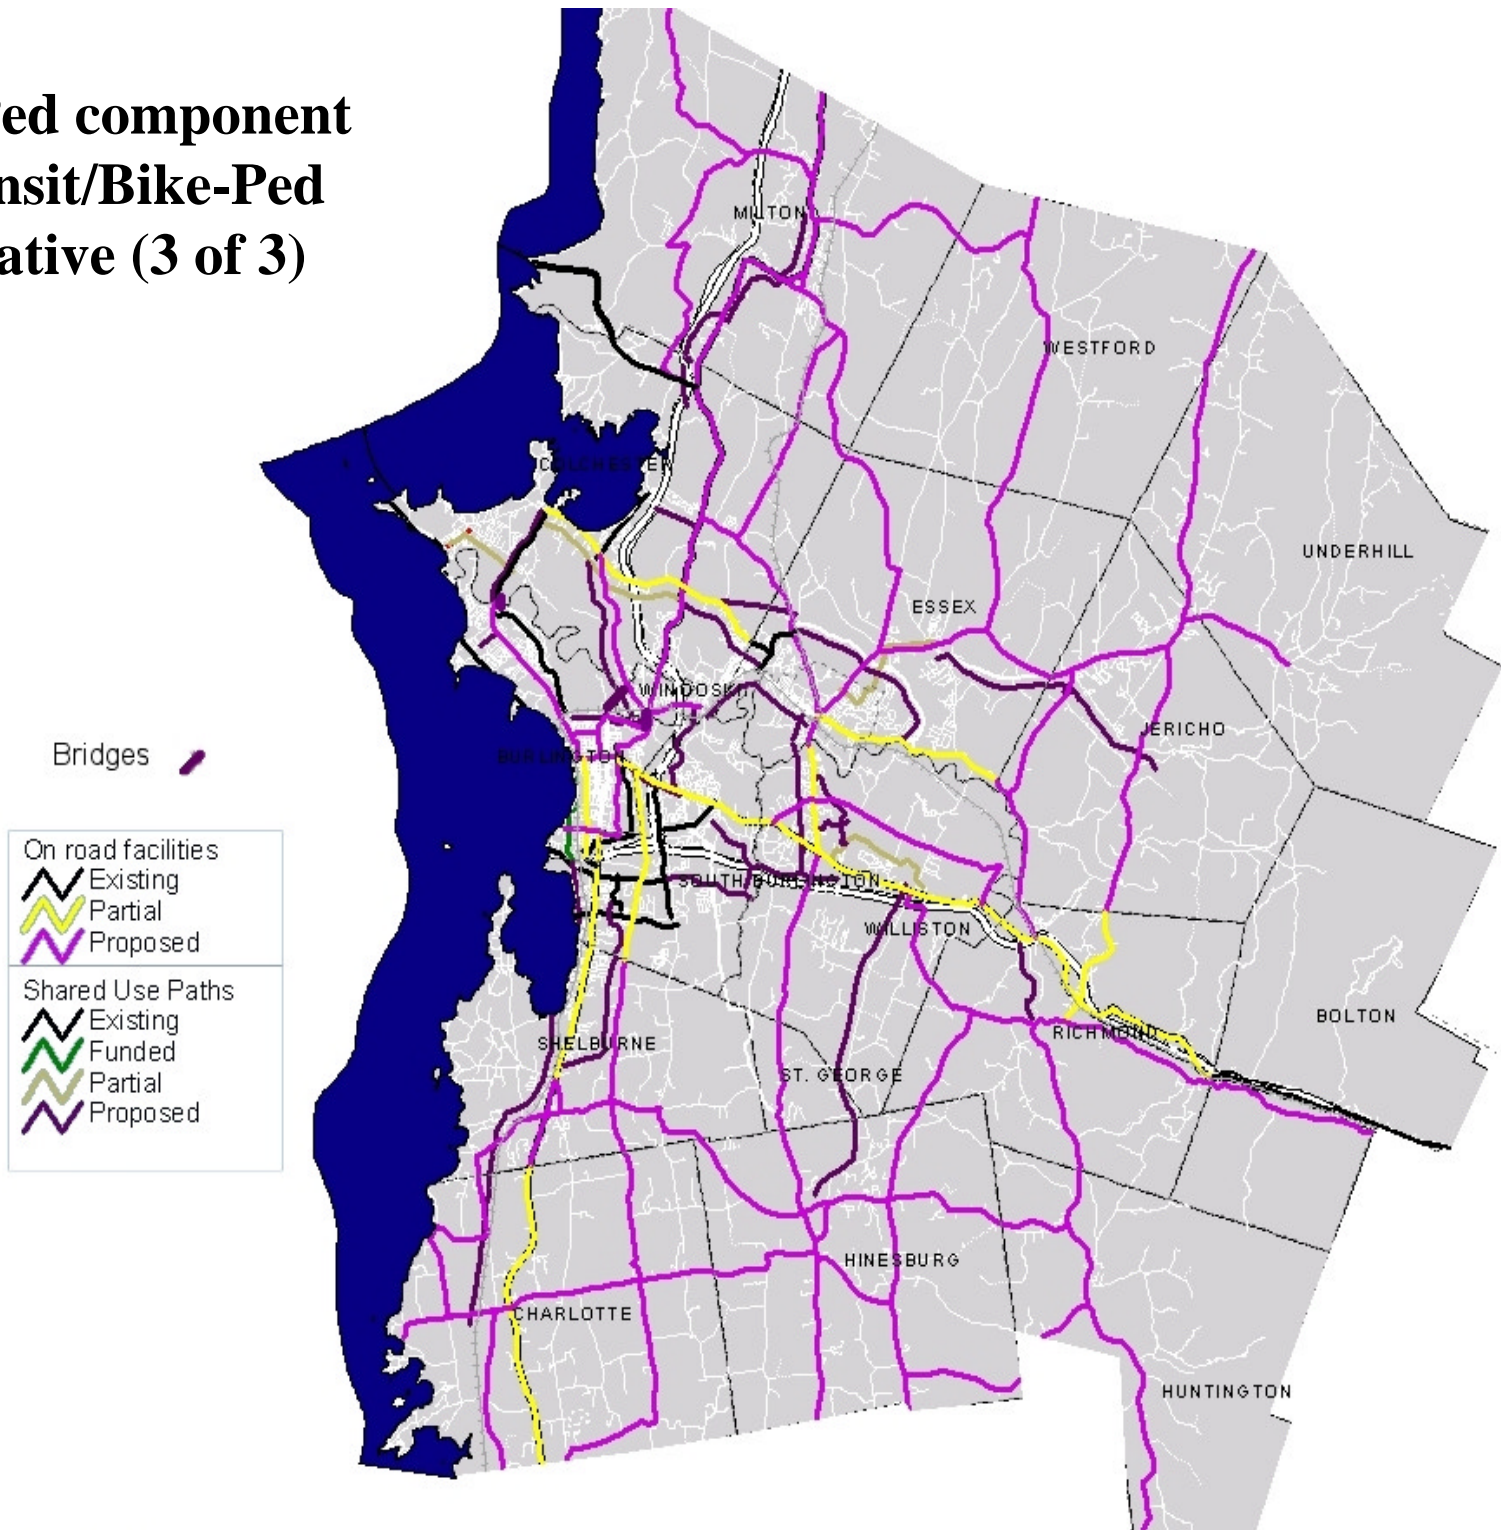 Ped component
nsit/Bike-Ped
ative (3 of 3)
MILTON
WESTFORD
COLCHESTER
UNDERHILL
ESSEX
WINOOSKI
JERICHO
BURLINGTON
Bridges
On road facilities
Existing
Partial
Proposed
Shared Use Paths
Existing
Funded
Partial
Proposed
SOUTH BURLINGTON
WILLISTON
BOLTON
RICHMOND
SHELBURNE
ST. GEORGE
HINESBURG
CHARLOTTE
HUNTINGTON